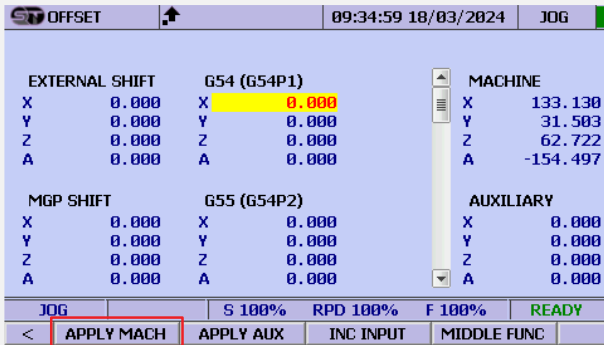 OFFSET 09:34:59 18/03/2024 JOG
EXTERNAL SHIFT G54 (G54P1) MACHINE
X 0.000 X 0.000 X 133.130
Y 0.000 Y 0.000 Y 31.503
Z 0.000 Z 0.000 Z 62.722
A 0.000 A 0.000 A -154.497
MGP SHIFT G55 (G54P2) AUXILIARY
X 0.000 X 0.000 X 0.000
Y 0.000 Y 0.000 Y 0.000
Z 0.000 Z 0.000 Z 0.000
A 0.000 A 0.000 A 0.000
JOG S 100% RPD 100% F 100% READY
< APPLY MACH APPLY AUX INC INPUT MIDDLE FUNC